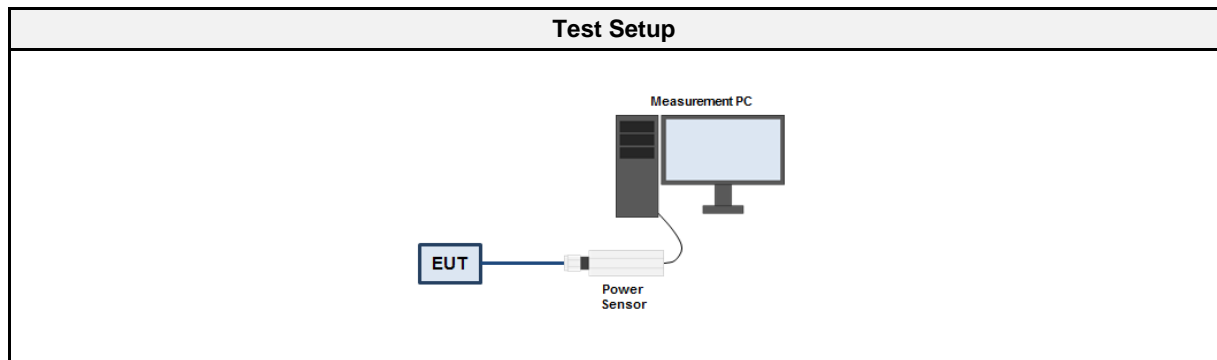 Test Setup
Measurement PC
EUT
Power
Sensor